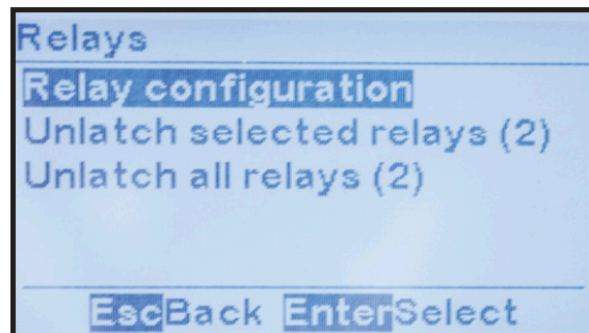 Relays
Relay configuration
Unlatch selected relays (2)
Unlatch all relays (2)
EscBack EnterSelect